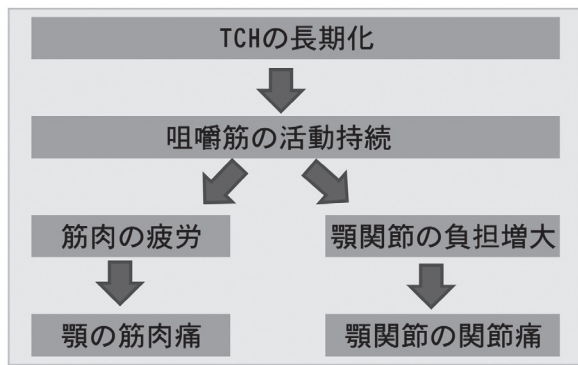 TCHの長期化
咀嚼筋の活動持続
筋肉の疲労
顎関節の負担増大
顎の筋肉痛
顎関節の関節痛